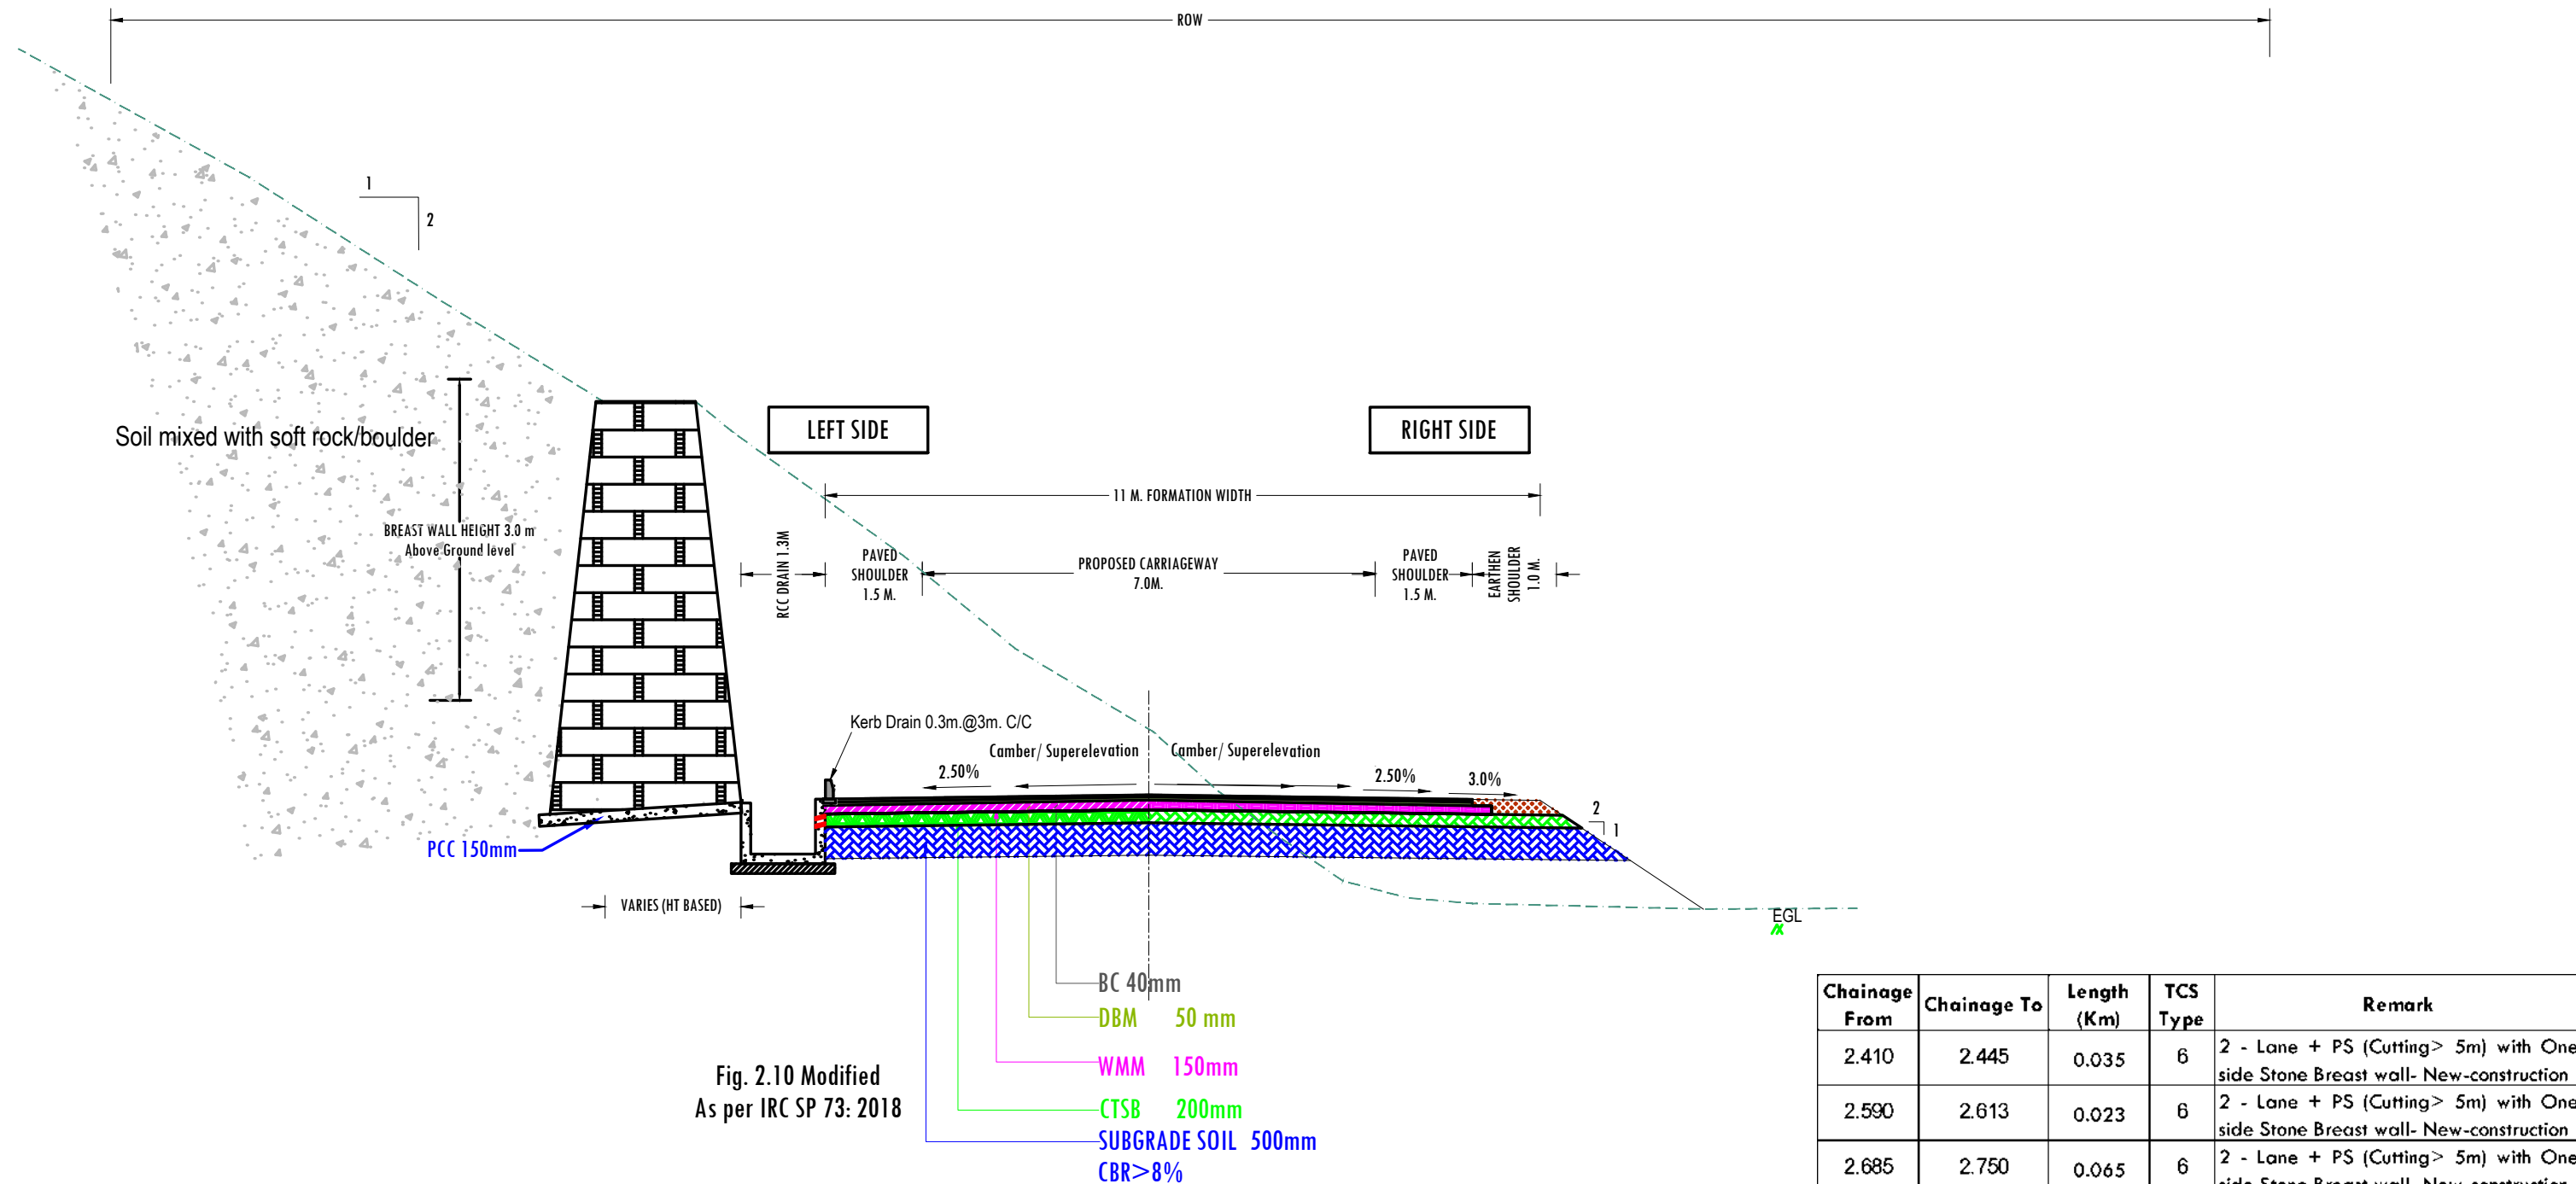 ROW
1
2
Soil mixed with soft rock/boulder
BREAST WALL HEIGHT 3.0 m
Above Ground level
LEFT SIDE
RIGHT SIDE
11 M. FORMATION WIDTH
RCC DRAIN 1.3M
PAVED
SHOULDER
1.5 M.
PROPOSED CARRIAGEWAY
7.0M.
PAVED
SHOULDER
1.5 M.
EARTHEN
SHOULDER
1.0 M.
Kerb Drain 0.3m.@3m. C/C
Camber/ Superelevation
Camber/ Superelevation
2.50%
2.50%
3.0%
2
1
PCC 150mm
VARIES (HT BASED)
EGL
BC 40mm
DBM 50 mm
WMM 150mm
CTSB 200mm
SUBGRADE SOIL 500mm
CBR>8%
Fig. 2.10 Modified
As per IRC SP 73: 2018
Chainage From Chainage To Length (Km) TCS Type Remark
2.410 2.445 0.035 6 2 - Lane + PS (Cutting> 5m) with One
side Stone Breast wall- New-construction
2.590 2.613 0.023 6 2 - Lane + PS (Cutting> 5m) with One
side Stone Breast wall- New-construction
2.685 2.750 0.065 6 2 - Lane + PS (Cutting> 5m) with One
side Stone Breast wall- New-construction